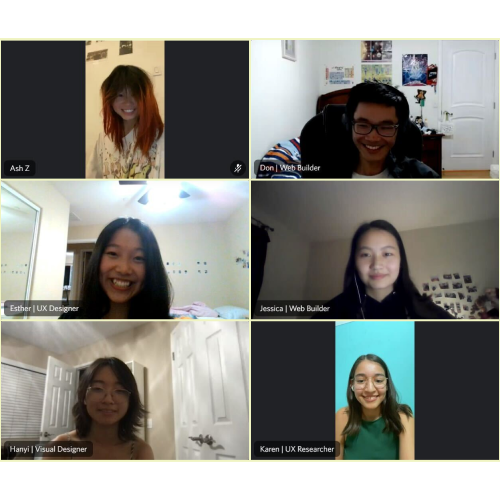 Ash Z
Don | Web Builder
Esther | UX Designer
Jessica | Web Builder
Hanyi | Visual Designer
Karen | UX Researcher